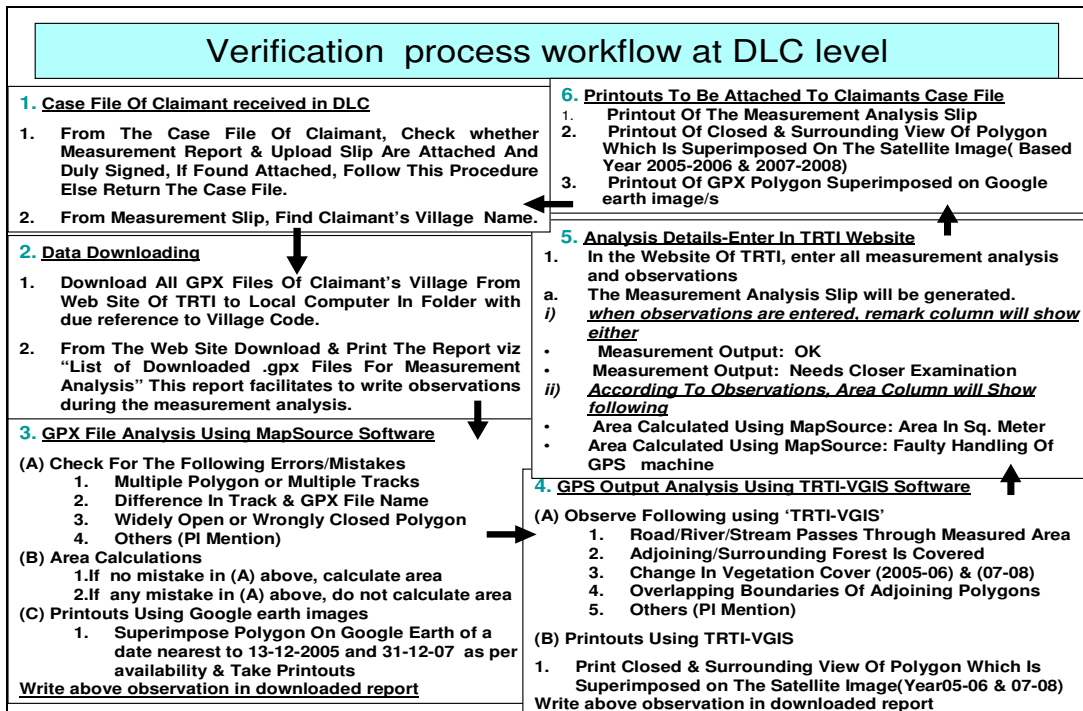 Verification process workflow at DLC level
1. Case File Of Claimant received in DLC
1. From The Case File Of Claimant, Check whether
Measurement Report & Upload Slip Are Attached And
Duly Signed, If Found Attached, Follow This Procedure
Else Return The Case File.
2. From Measurement Slip, Find Claimant's Village Name.
2. Data Downloading
1. Download All GPX Files Of Claimant's Village From
Web Site Of TRTI to Local Computer In Folder with
due reference to Village Code.
2. From The Web Site Download & Print The Report viz
"List of Downloaded .gpx Files For Measurement
Analysis" This report facilitates to write observations
during the measurement analysis.
3. GPX File Analysis Using MapSource Software
(A) Check For The Following Errors/Mistakes
1. Multiple Polygon or Multiple Tracks
2. Difference In Track & GPX File Name
3. Widely Open or Wrongly Closed Polygon
4. Others (Pl Mention)
(B) Area Calculations
1.If no mistake in (A) above, calculate area
2.If any mistake in (A) above, do not calculate area
(C) Printouts Using Google earth images
1. Superimpose Polygon On Google Earth of a
date nearest to 13-12-2005 and 31-12-07 as per
availability & Take Printouts
Write above observation in downloaded report
4. GPS Output Analysis Using TRTI-VGIS Software
(A) Observe Following using 'TRTI-VGIS'
1. Road/River/Stream Passes Through Measured Area
2. Adjoining/Surrounding Forest Is Covered
3. Change In Vegetation Cover (2005-06) & (07-08)
4. Overlapping Boundaries Of Adjoining Polygons
5. Others (Pl Mention)
(B) Printouts Using TRTI-VGIS
1. Print Closed & Surrounding View Of Polygon Which Is
Superimposed on The Satellite Image(Year05-06 & 07-08)
Write above observation in downloaded report
5. Analysis Details-Enter In TRTI Website
1. In the Website Of TRTI, enter all measurement analysis
and observations
a. The Measurement Analysis Slip will be generated.
i) when observations are entered, remark column will show
either
• Measurement Output: OK
• Measurement Output: Needs Closer Examination
ii) According To Observations, Area Column will Show
following
• Area Calculated Using MapSource: Area In Sq. Meter
• Area Calculated Using MapSource: Faulty Handling Of
GPS machine
6. Printouts To Be Attached To Claimants Case File
1. Printout Of The Measurement Analysis Slip
2. Printout Of Closed & Surrounding View Of Polygon
Which Is Superimposed On The Satellite Image( Based
Year 2005-2006 & 2007-2008)
3. Printout Of GPX Polygon Superimposed on Google
earth image/s